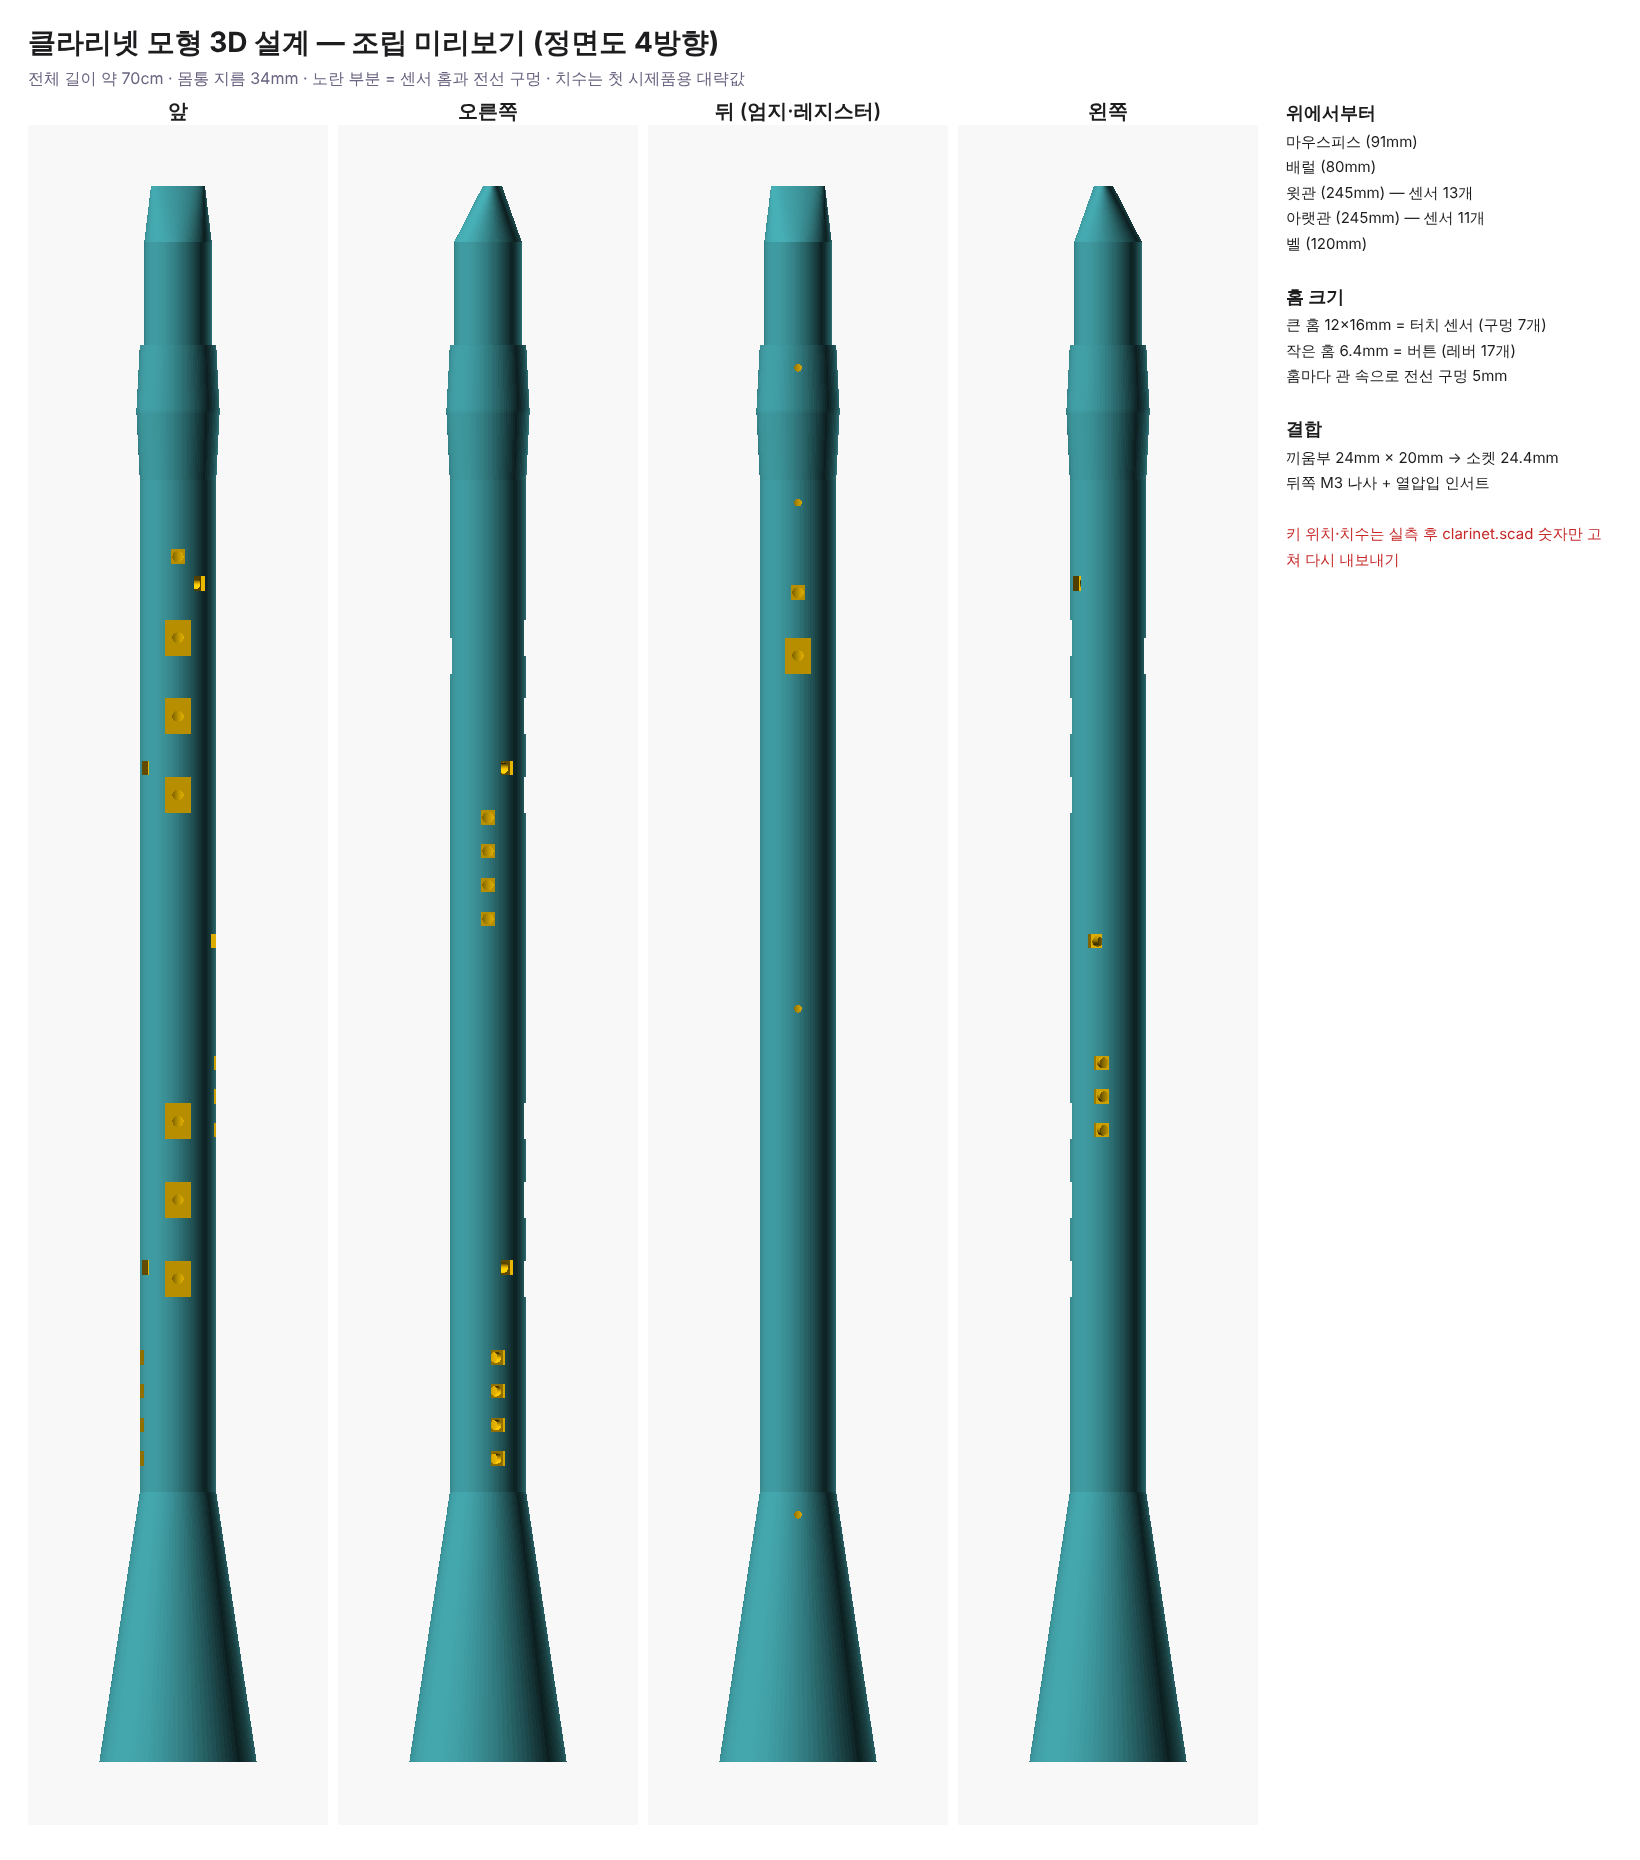 클라리넷 모형 3D 설계 — 조립 미리보기 (정면도 4방향)
전체 길이 약 70cm · 몸통 지름 34mm · 노란 부분 = 센서 홈과 전선 구멍 · 치수는 첫 시제품용 대략값
앞
오른쪽
뒤 (엄지·레지스터)
왼쪽
위에서부터
마우스피스 (91mm)
배럴 (80mm)
윗관 (245mm) — 센서 13개
아랫관 (245mm) — 센서 11개
벨 (120mm)
홈 크기
큰 홈 12×16mm = 터치 센서 (구멍 7개)
작은 홈 6.4mm = 버튼 (레버 17개)
홈마다 관 속으로 전선 구멍 5mm
결합
끼움부 24mm × 20mm → 소켓 24.4mm
뒤쪽 M3 나사 + 열압입 인서트
키 위치·치수는 실측 후 clarinet.scad 숫자만 고
쳐 다시 내보내기